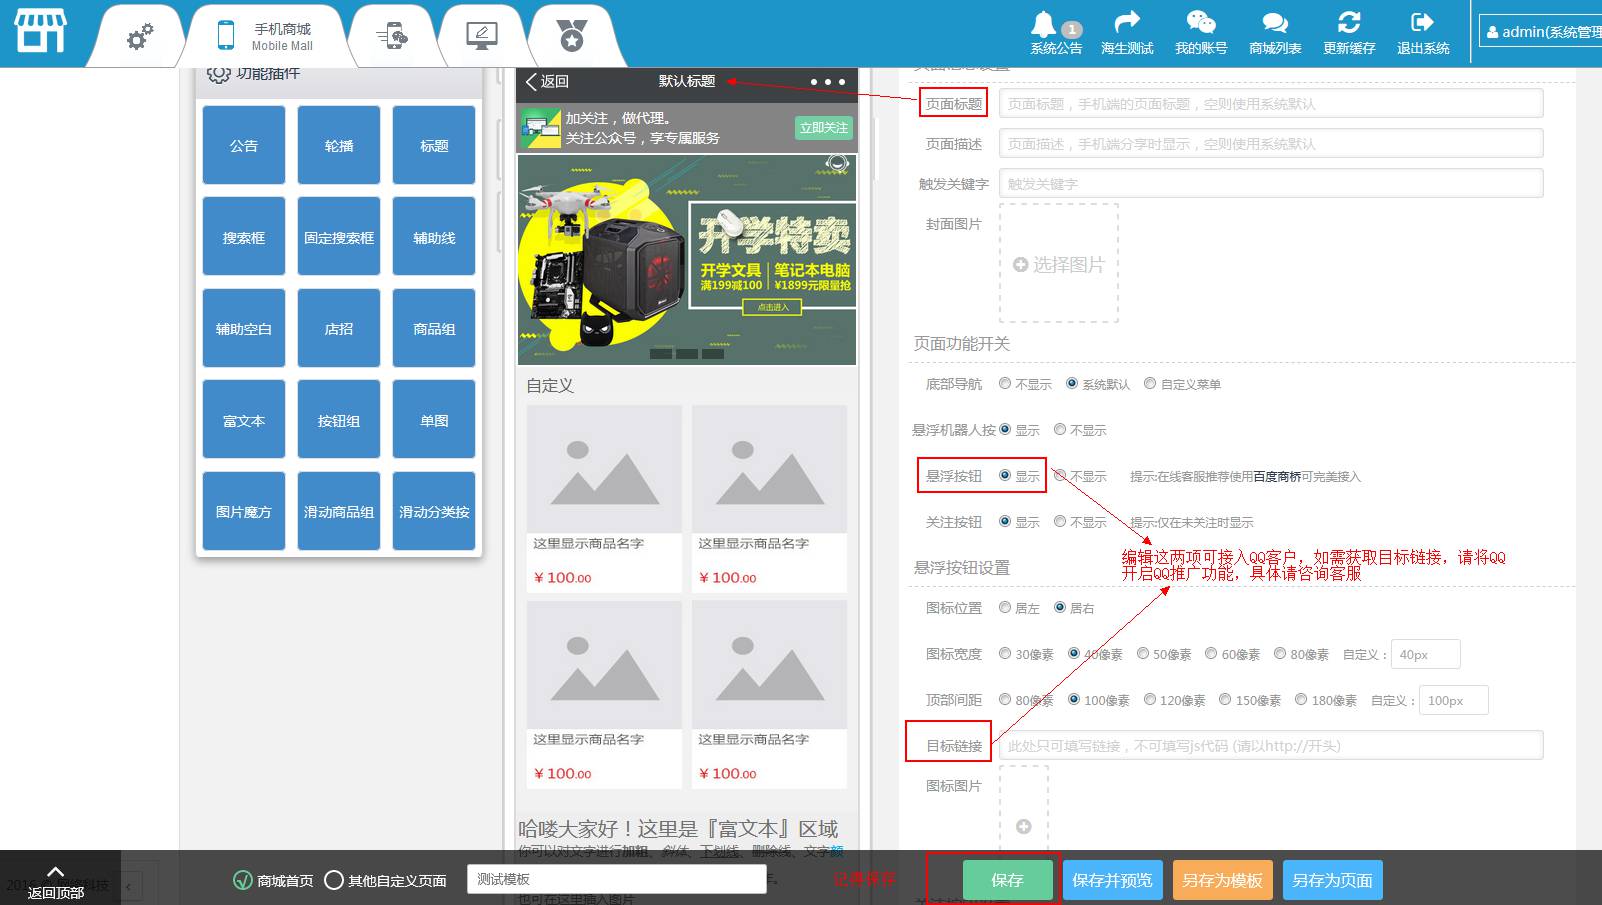 手机商城
Mobile Mall
1
系统公告
海生测试
我的账号
商城列表
更新缓存
退出系统
admin(系统管理
功能插件
公告
轮播
标题
搜索框
固定搜索框
辅助线
辅助空白
店招
商品组
富文本
按钮组
单图
图片魔方
滑动商品组
滑动分类按
返回
默认标题
加关注，做代理。
关注公众号，享专属服务
立即关注
开学特卖
开学文具｜笔记本电脑
满199减100｜¥1899元限量抢
点击进入
自定义
这里显示商品名字
¥ 100.00
这里显示商品名字
¥ 100.00
这里显示商品名字
¥ 100.00
这里显示商品名字
¥ 100.00
哈喽大家好！这里是『富文本』区域
你可以对文字进行加粗、斜体、下划线、删除线、文字颜
也可在这里插入图片
页面标题
页面标题，手机端的页面标题，空则使用系统默认
页面描述
页面描述，手机端分享时显示，空则使用系统默认
触发关键字
触发关键字
封面图片
选择图片
页面功能开关
底部导航 不显示 系统默认 自定义菜单
悬浮机器人按 显示 不显示
悬浮按钮 显示 不显示 提示:在线客服推荐使用百度商桥可完美接入
关注按钮 显示 不显示 提示:仅在未关注时显示
编辑这两项可接入QQ客户，如需获取目标链接，请将QQ
开启QQ推广功能，具体请咨询客服
悬浮按钮设置
图标位置 居左 居右
图标宽度 30像素 40像素 50像素 60像素 80像素 自定义： 40px
顶部间距 80像素 100像素 120像素 150像素 180像素 自定义： 100px
目标链接 此处只可填写链接，不可填写js代码 (请以http://开头)
图标图片
返回顶部
商城首页
其他自定义页面
测试模板
记得保存
保存
保存并预览
另存为模板
另存为页面